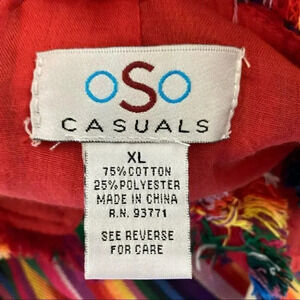 oSo
CASUALS
XL
75% COTTON
25% POLYESTER
MADE IN CHINA
R.N. 93771
SEE REVERSE
FOR CARE